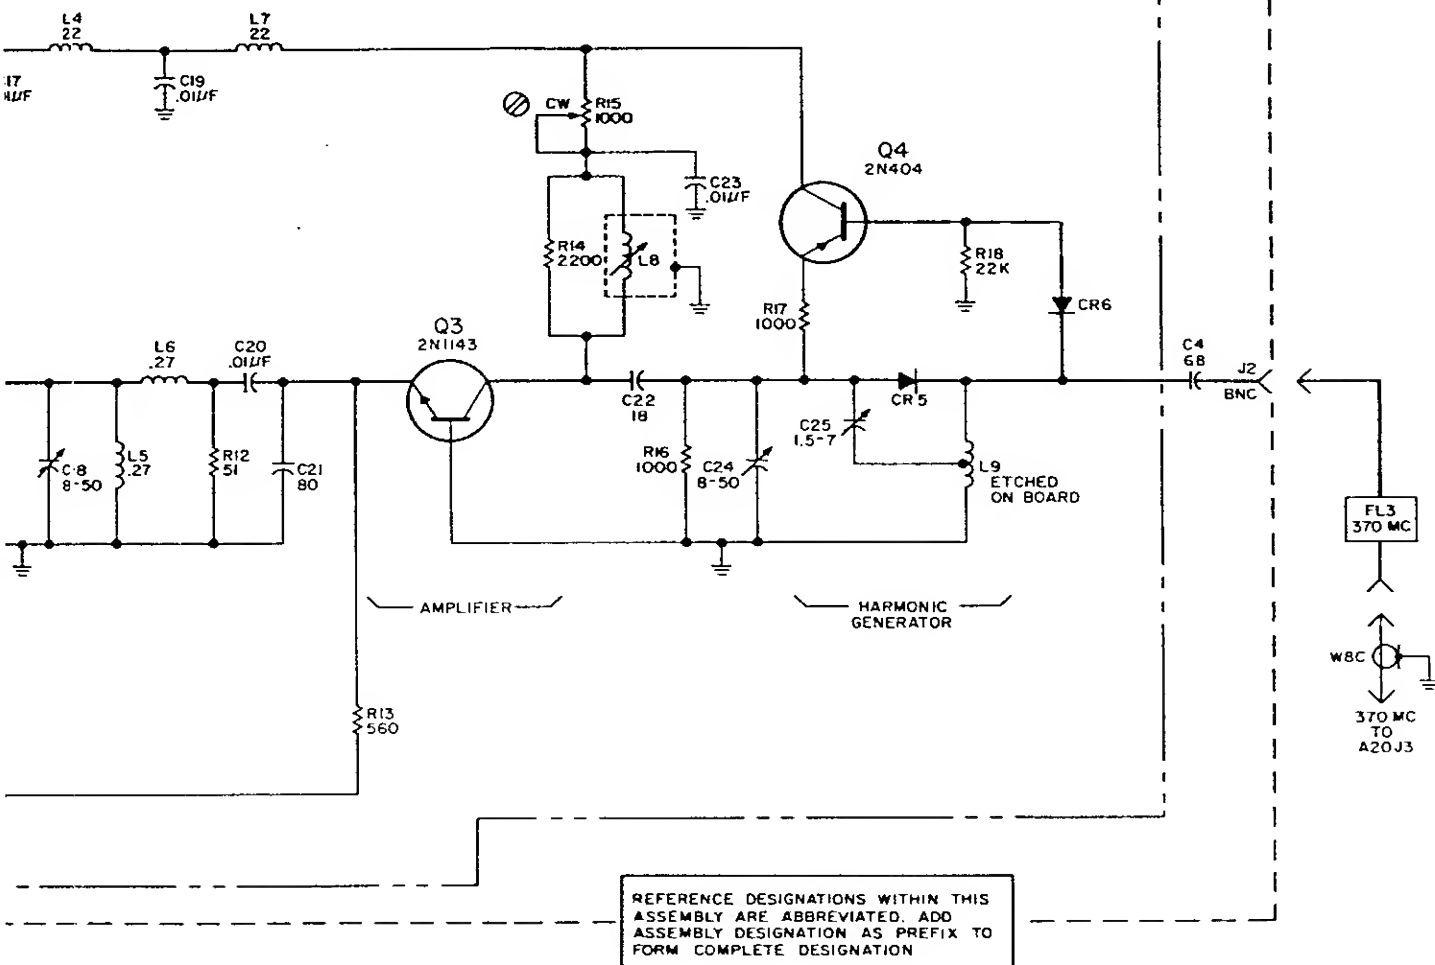 L4
22
L7
22
C19
.01UF
CW
R15
1000
Q4
2N404
C23
.01UF
R14
2200
L8
R18
22K
R17
1000
CR6
Q3
2N1143
L6
.27
C20
.01UF
C4
68
J2
BNC
C22
18
CR5
C25
1.5-7
L5
.27
R12
51
C21
80
8-50
R16
1000
C24
8-50
L9
ETCHED
ON BOARD
FL3
370 MC
AMPLIFIER
HARMONIC
GENERATOR
W8C
R13
560
370 MC
TO
A20J3
REFERENCE DESIGNATIONS WITHIN THIS
ASSEMBLY ARE ABBREVIATED. ADD
ASSEMBLY DESIGNATION AS PREFIX TO
FORM COMPLETE DESIGNATION